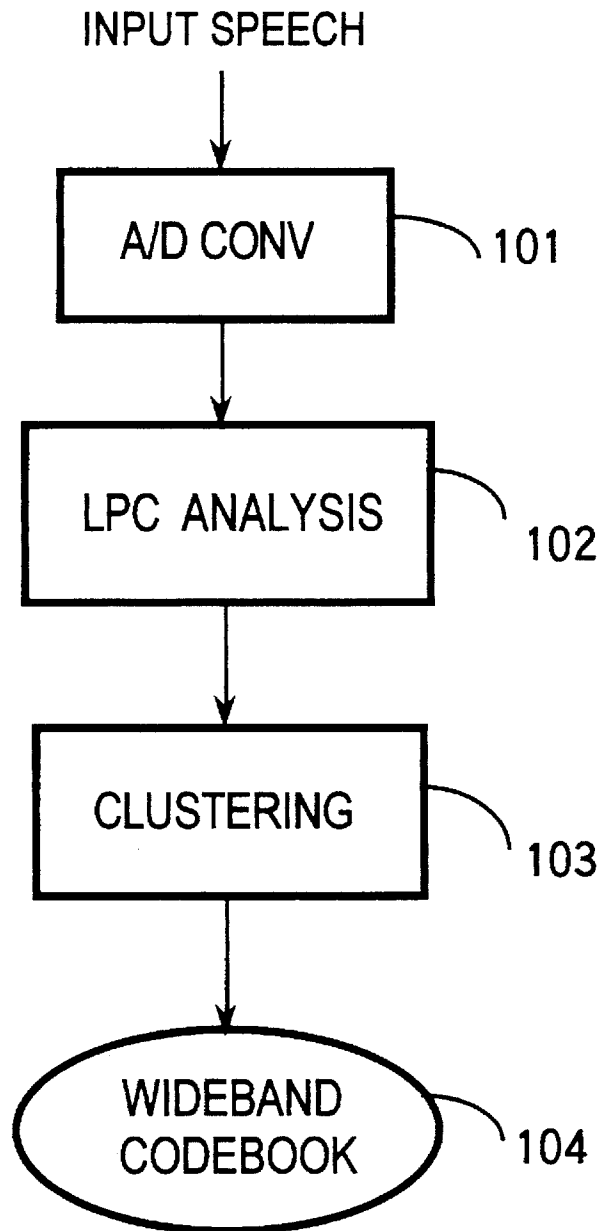 INPUT SPEECH
A/D CONV
101
LPC ANALYSIS
102
CLUSTERING
103
WIDEBAND
CODEBOOK
104